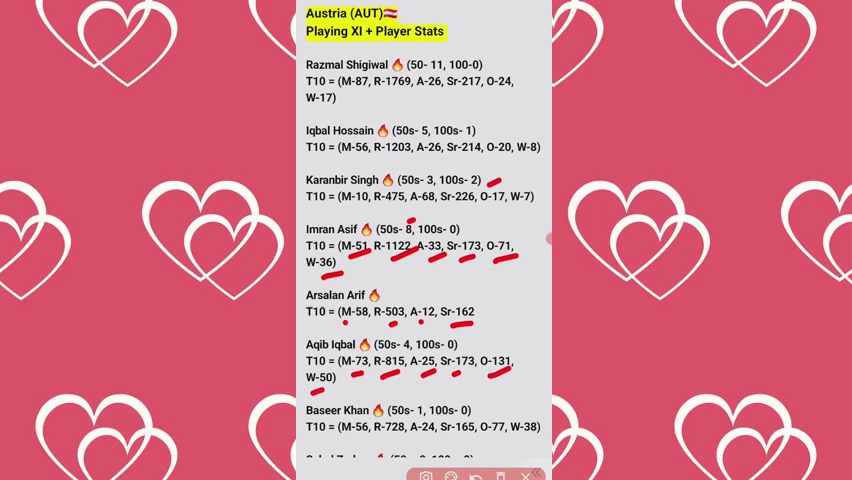 Austria (AUT)🇦🇹
Playing XI + Player Stats
Razmal Shigiwal 🔥 (50- 11, 100-0)
T10 = (M-87, R-1769, A-26, Sr-217, O-24,
W-17)
Iqbal Hossain 🔥 (50s- 5, 100s- 1)
T10 = (M-56, R-1203, A-26, Sr-214, O-20, W-8)
Karanbir Singh 🔥 (50s- 3, 100s- 2)
T10 = (M-10, R-475, A-68, Sr-226, O-17, W-7)
Imran Asif 🔥 (50s- 8, 100s- 0)
T10 = (M-51, R-1122, A-33, Sr-173, O-71,
W-36)
Arsalan Arif 🔥
T10 = (M-58, R-503, A-12, Sr-162
Aqib Iqbal 🔥 (50s- 4, 100s- 0)
T10 = (M-73, R-815, A-25, Sr-173, O-131,
W-50)
Baseer Khan 🔥 (50s- 1, 100s- 0)
T10 = (M-56, R-728, A-24, Sr-165, O-77, W-38)